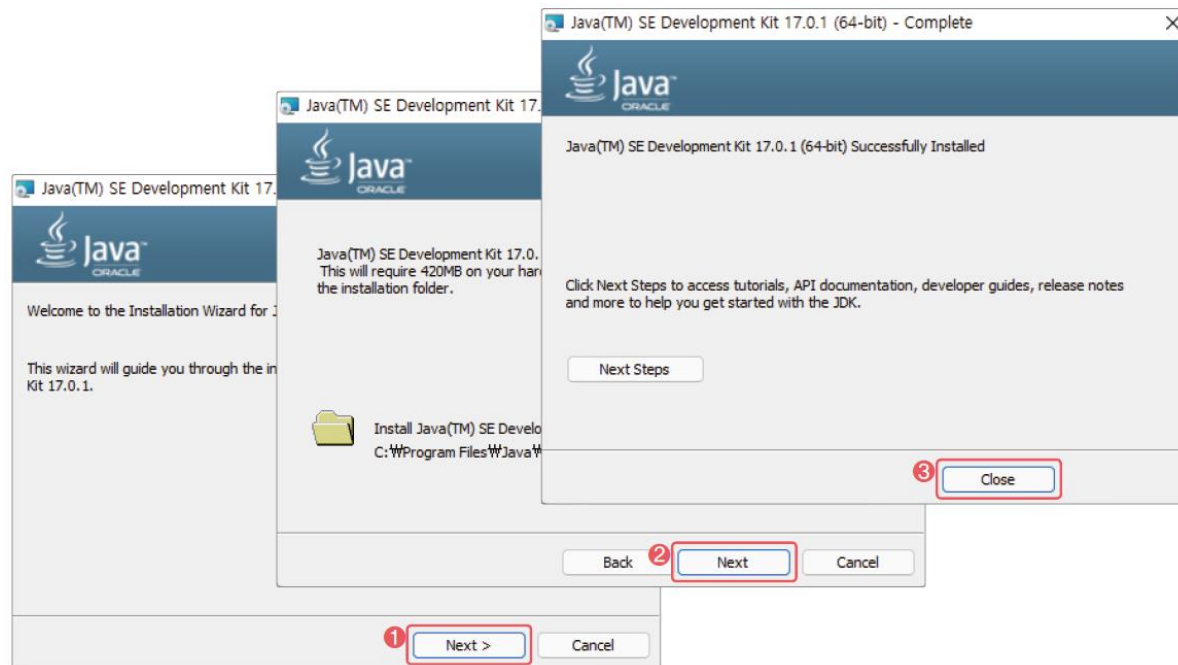 Java(TM) SE Development Kit 17.
Java
ORACLE
Welcome to the Installation Wizard for
This wizard will guide you through the in
Kit 17.0.1.
❶
Next >
Cancel
Java(TM) SE Development Kit 17.
Java
ORACLE
Java(TM) SE Development Kit 17.0.
This will require 420MB on your har
the installation folder.
Install Java(TM) SE Develo
C:₩Program Files₩Java₩
Back
❷
Next
Cancel
Java(TM) SE Development Kit 17.0.1 (64-bit) - Complete
Java™
ORACLE
Java(TM) SE Development Kit 17.0.1 (64-bit) Successfully Installed
Click Next Steps to access tutorials, API documentation, developer guides, release notes
and more to help you get started with the JDK.
Next Steps
❸
Close